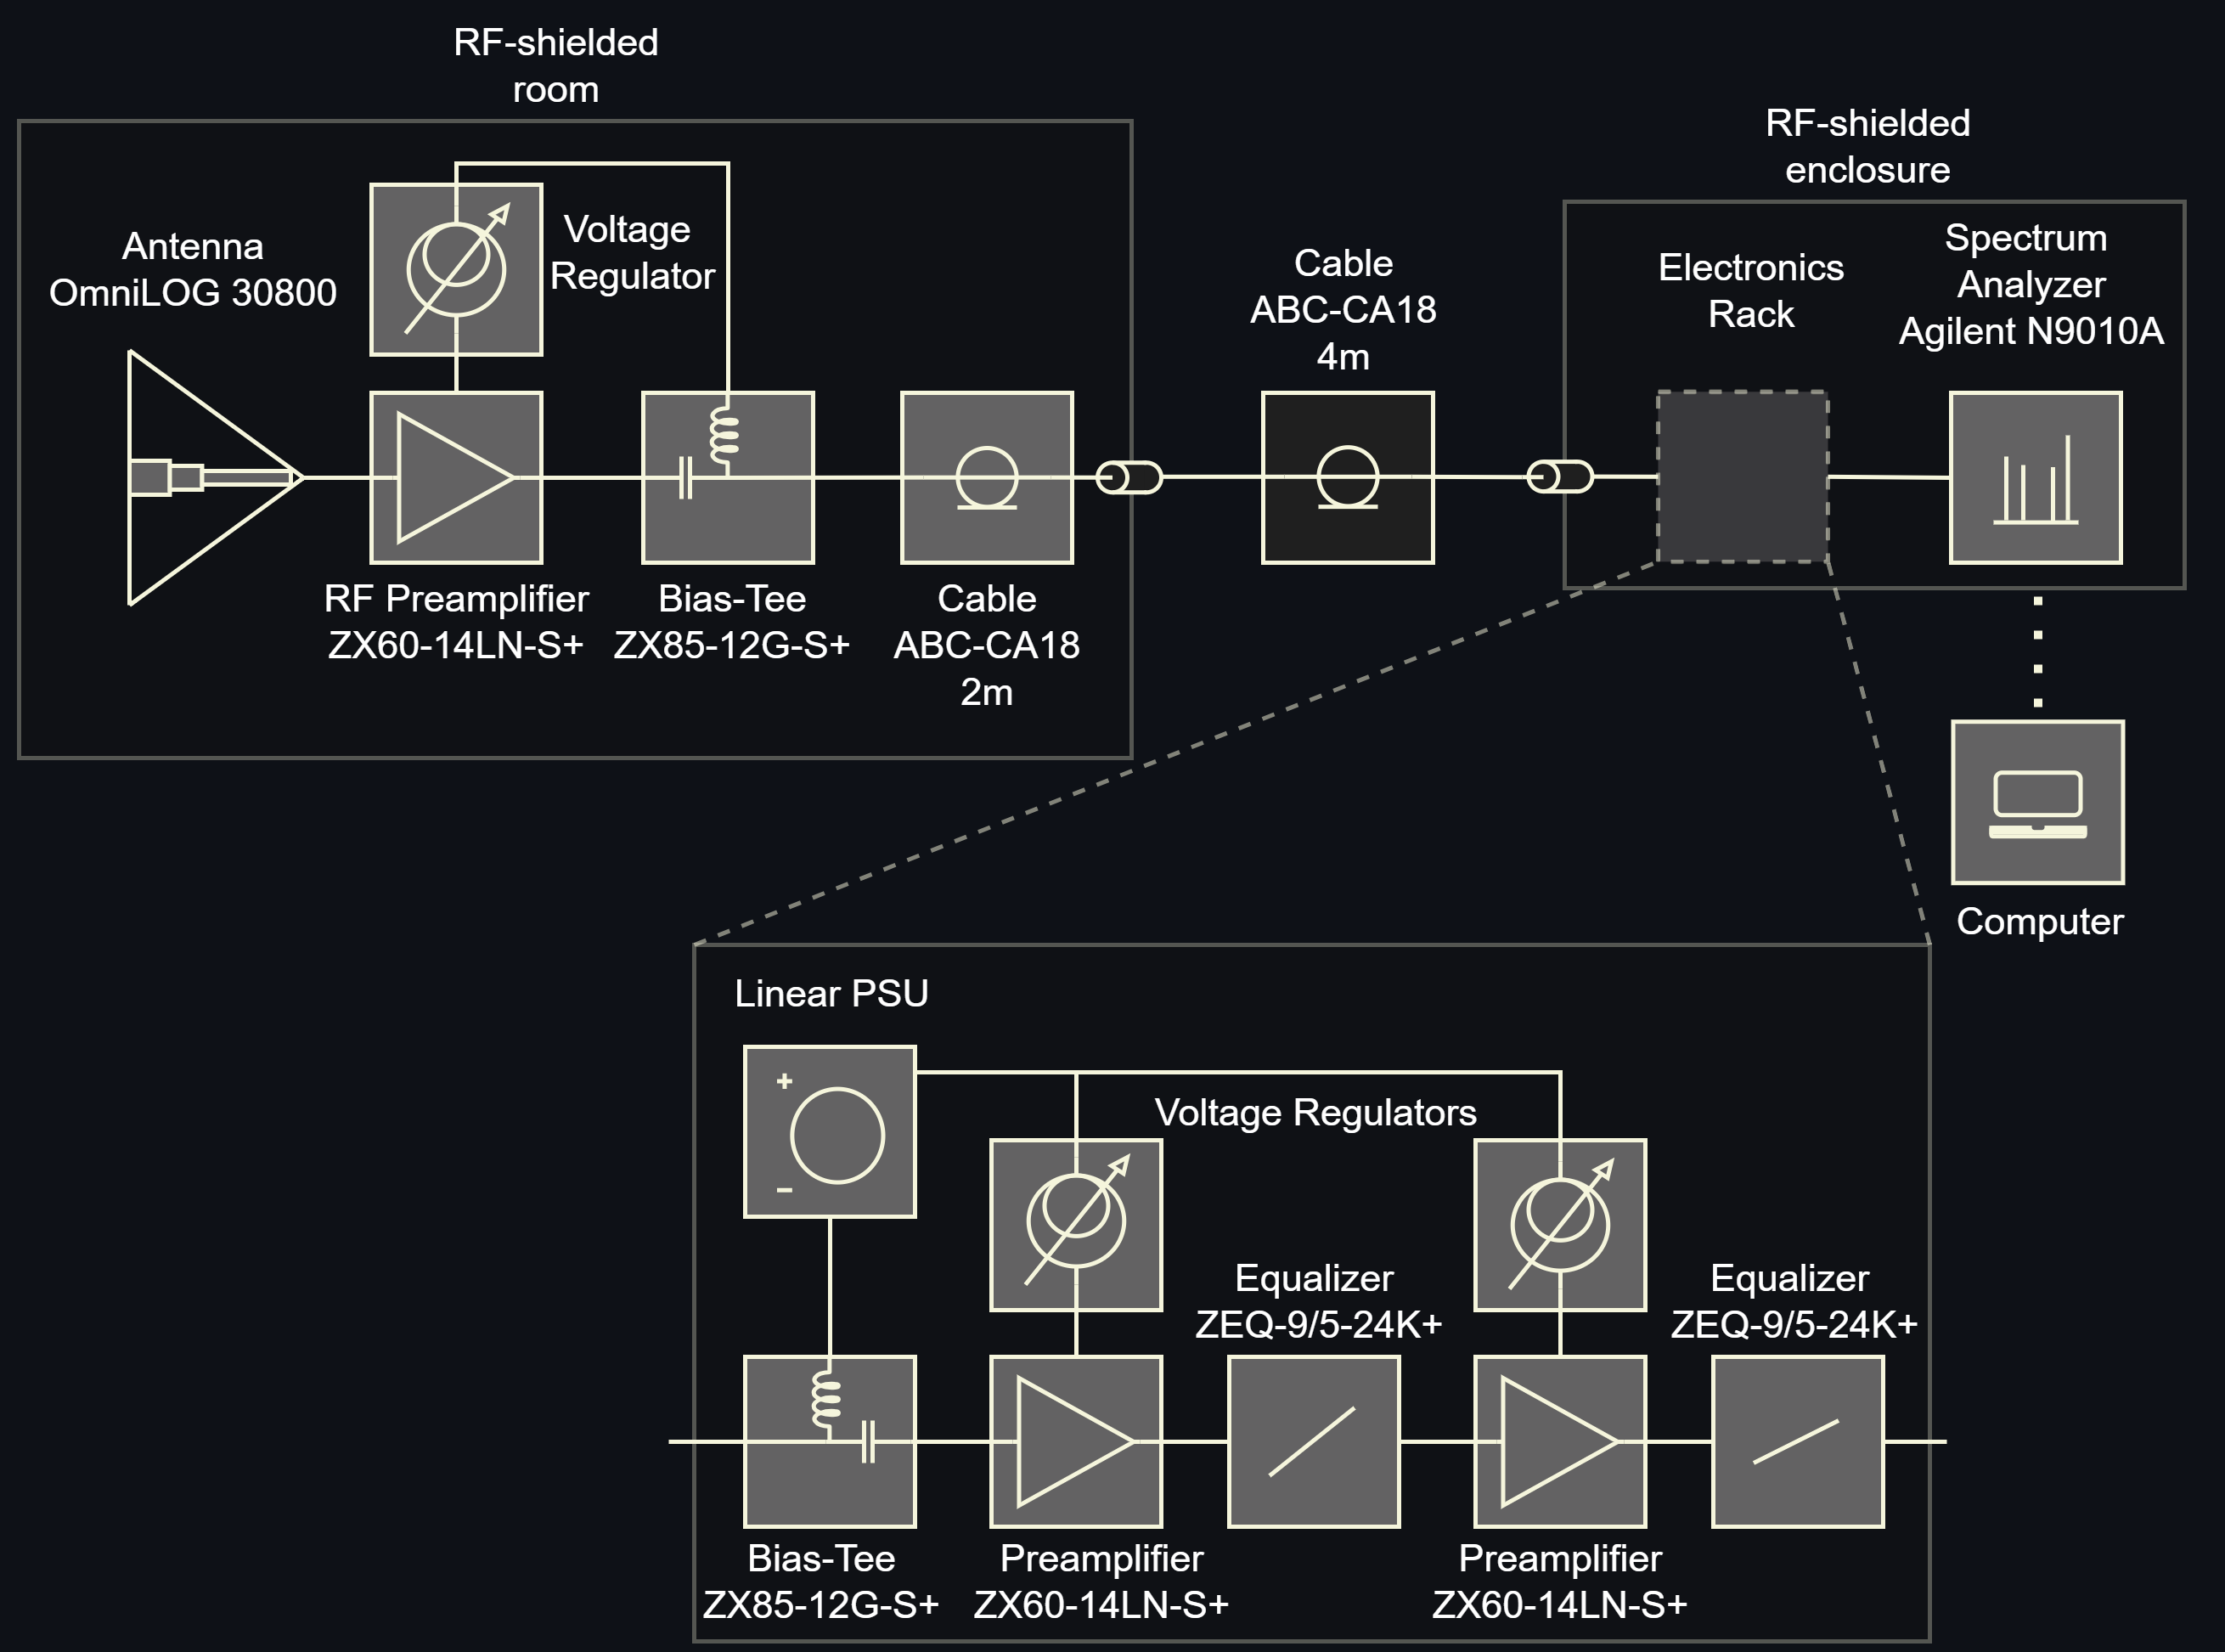 RF-shielded
room
RF-shielded
enclosure
Antenna
OmniLOG 30800
Voltage
Regulator
Cable
ABC-CA18
4m
Electronics
Rack
Spectrum
Analyzer
Agilent N9010A
RF Preamplifier
ZX60-14LN-S+
Bias-Tee
ZX85-12G-S+
Cable
ABC-CA18
2m
Computer
Linear PSU
+
−
Voltage Regulators
Equalizer
ZEQ-9/5-24K+
Equalizer
ZEQ-9/5-24K+
Bias-Tee
ZX85-12G-S+
Preamplifier
ZX60-14LN-S+
Preamplifier
ZX60-14LN-S+